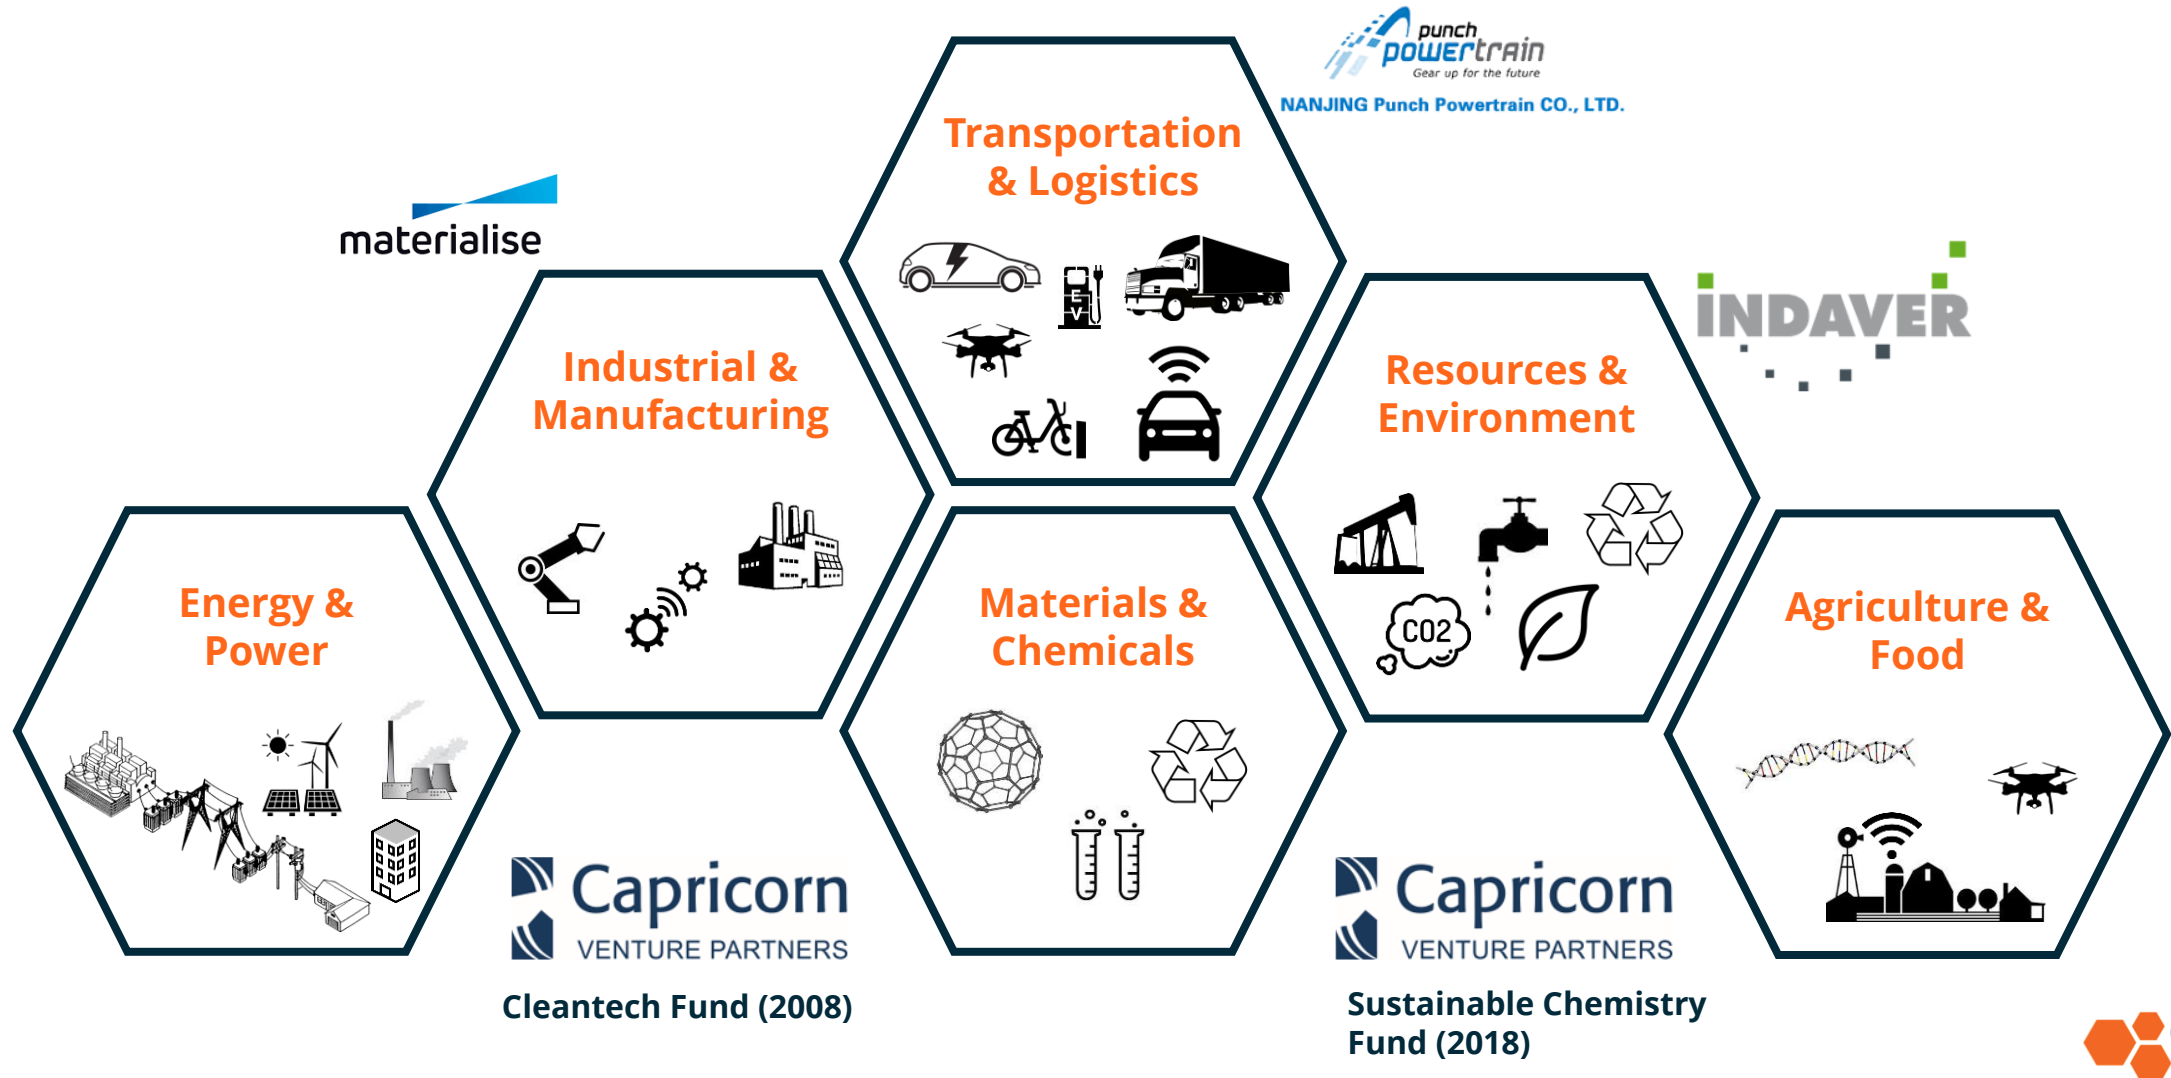 punch
powertrain
Gear up for the future
NANJING Punch Powertrain CO., LTD.
Transportation
& Logistics
EV
materialise
Industrial &
Manufacturing
INDAVER
Resources &
Environment
CO2
Energy &
Power
Materials &
Chemicals
Agriculture &
Food
Capricorn
VENTURE PARTNERS
Cleantech Fund (2008)
Capricorn
VENTURE PARTNERS
Sustainable Chemistry
Fund (2018)